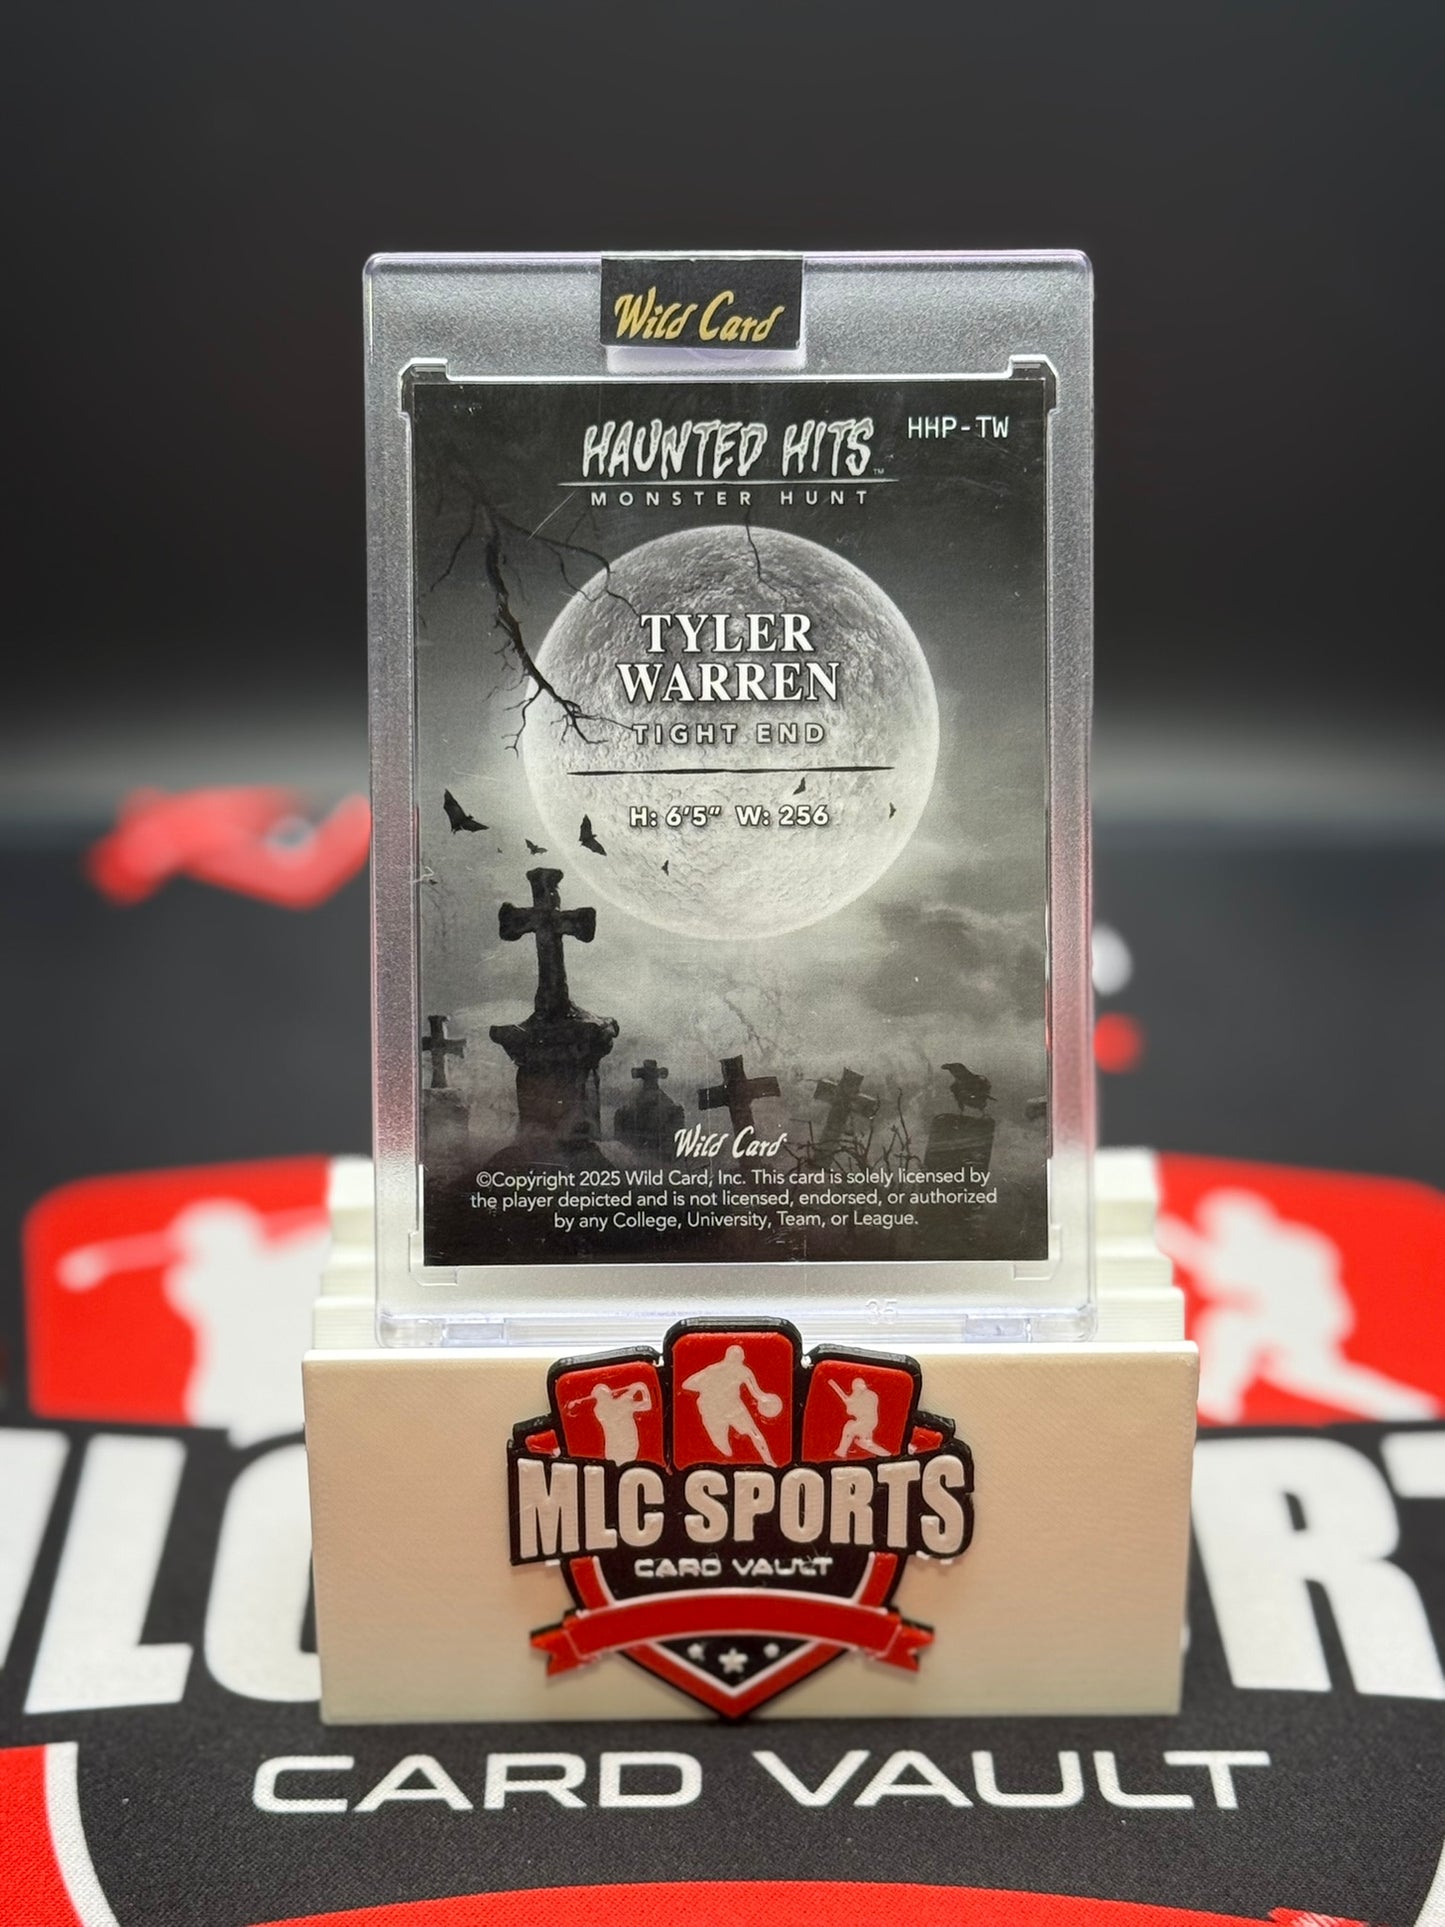 Wild Card
HAUNTED HITS™
HHP-TW
MONSTER HUNT
TYLER
WARREN
TIGHT END
H: 6'5" W: 256
Wild Card
©Copyright 2025 Wild Card, Inc. This card is solely licensed by
the player depicted and is not licensed, endorsed, or authorized
by any College, University, Team, or League.
35
MLC SPORTS
CARD VAULT
CARD VAULT